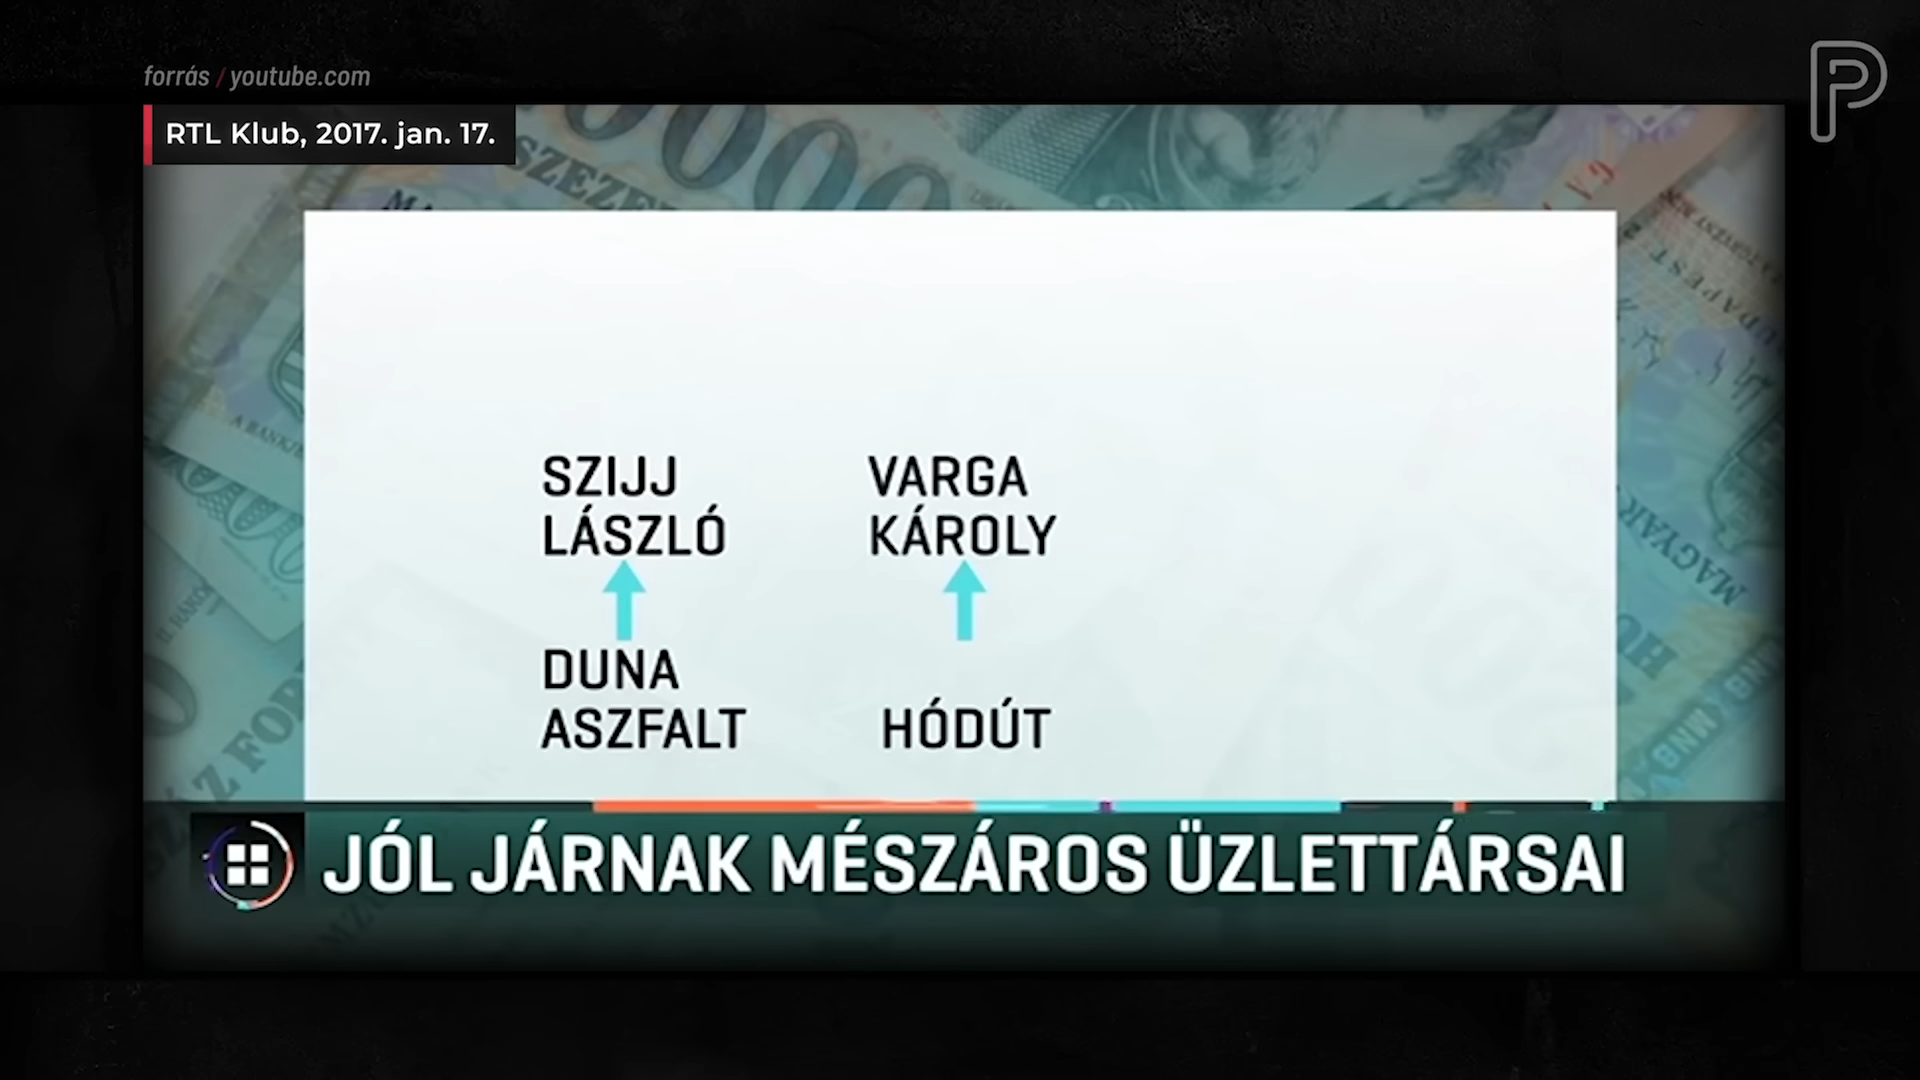 forrás / youtube.com
RTL Klub, 2017. jan. 17.
SZIJJ
LÁSZLÓ
VARGA
KÁROLY
DUNA
ASZFALT
HÓDÚT
JÓL JÁRNAK MÉSZÁROS ÜZLETTÁRSAI